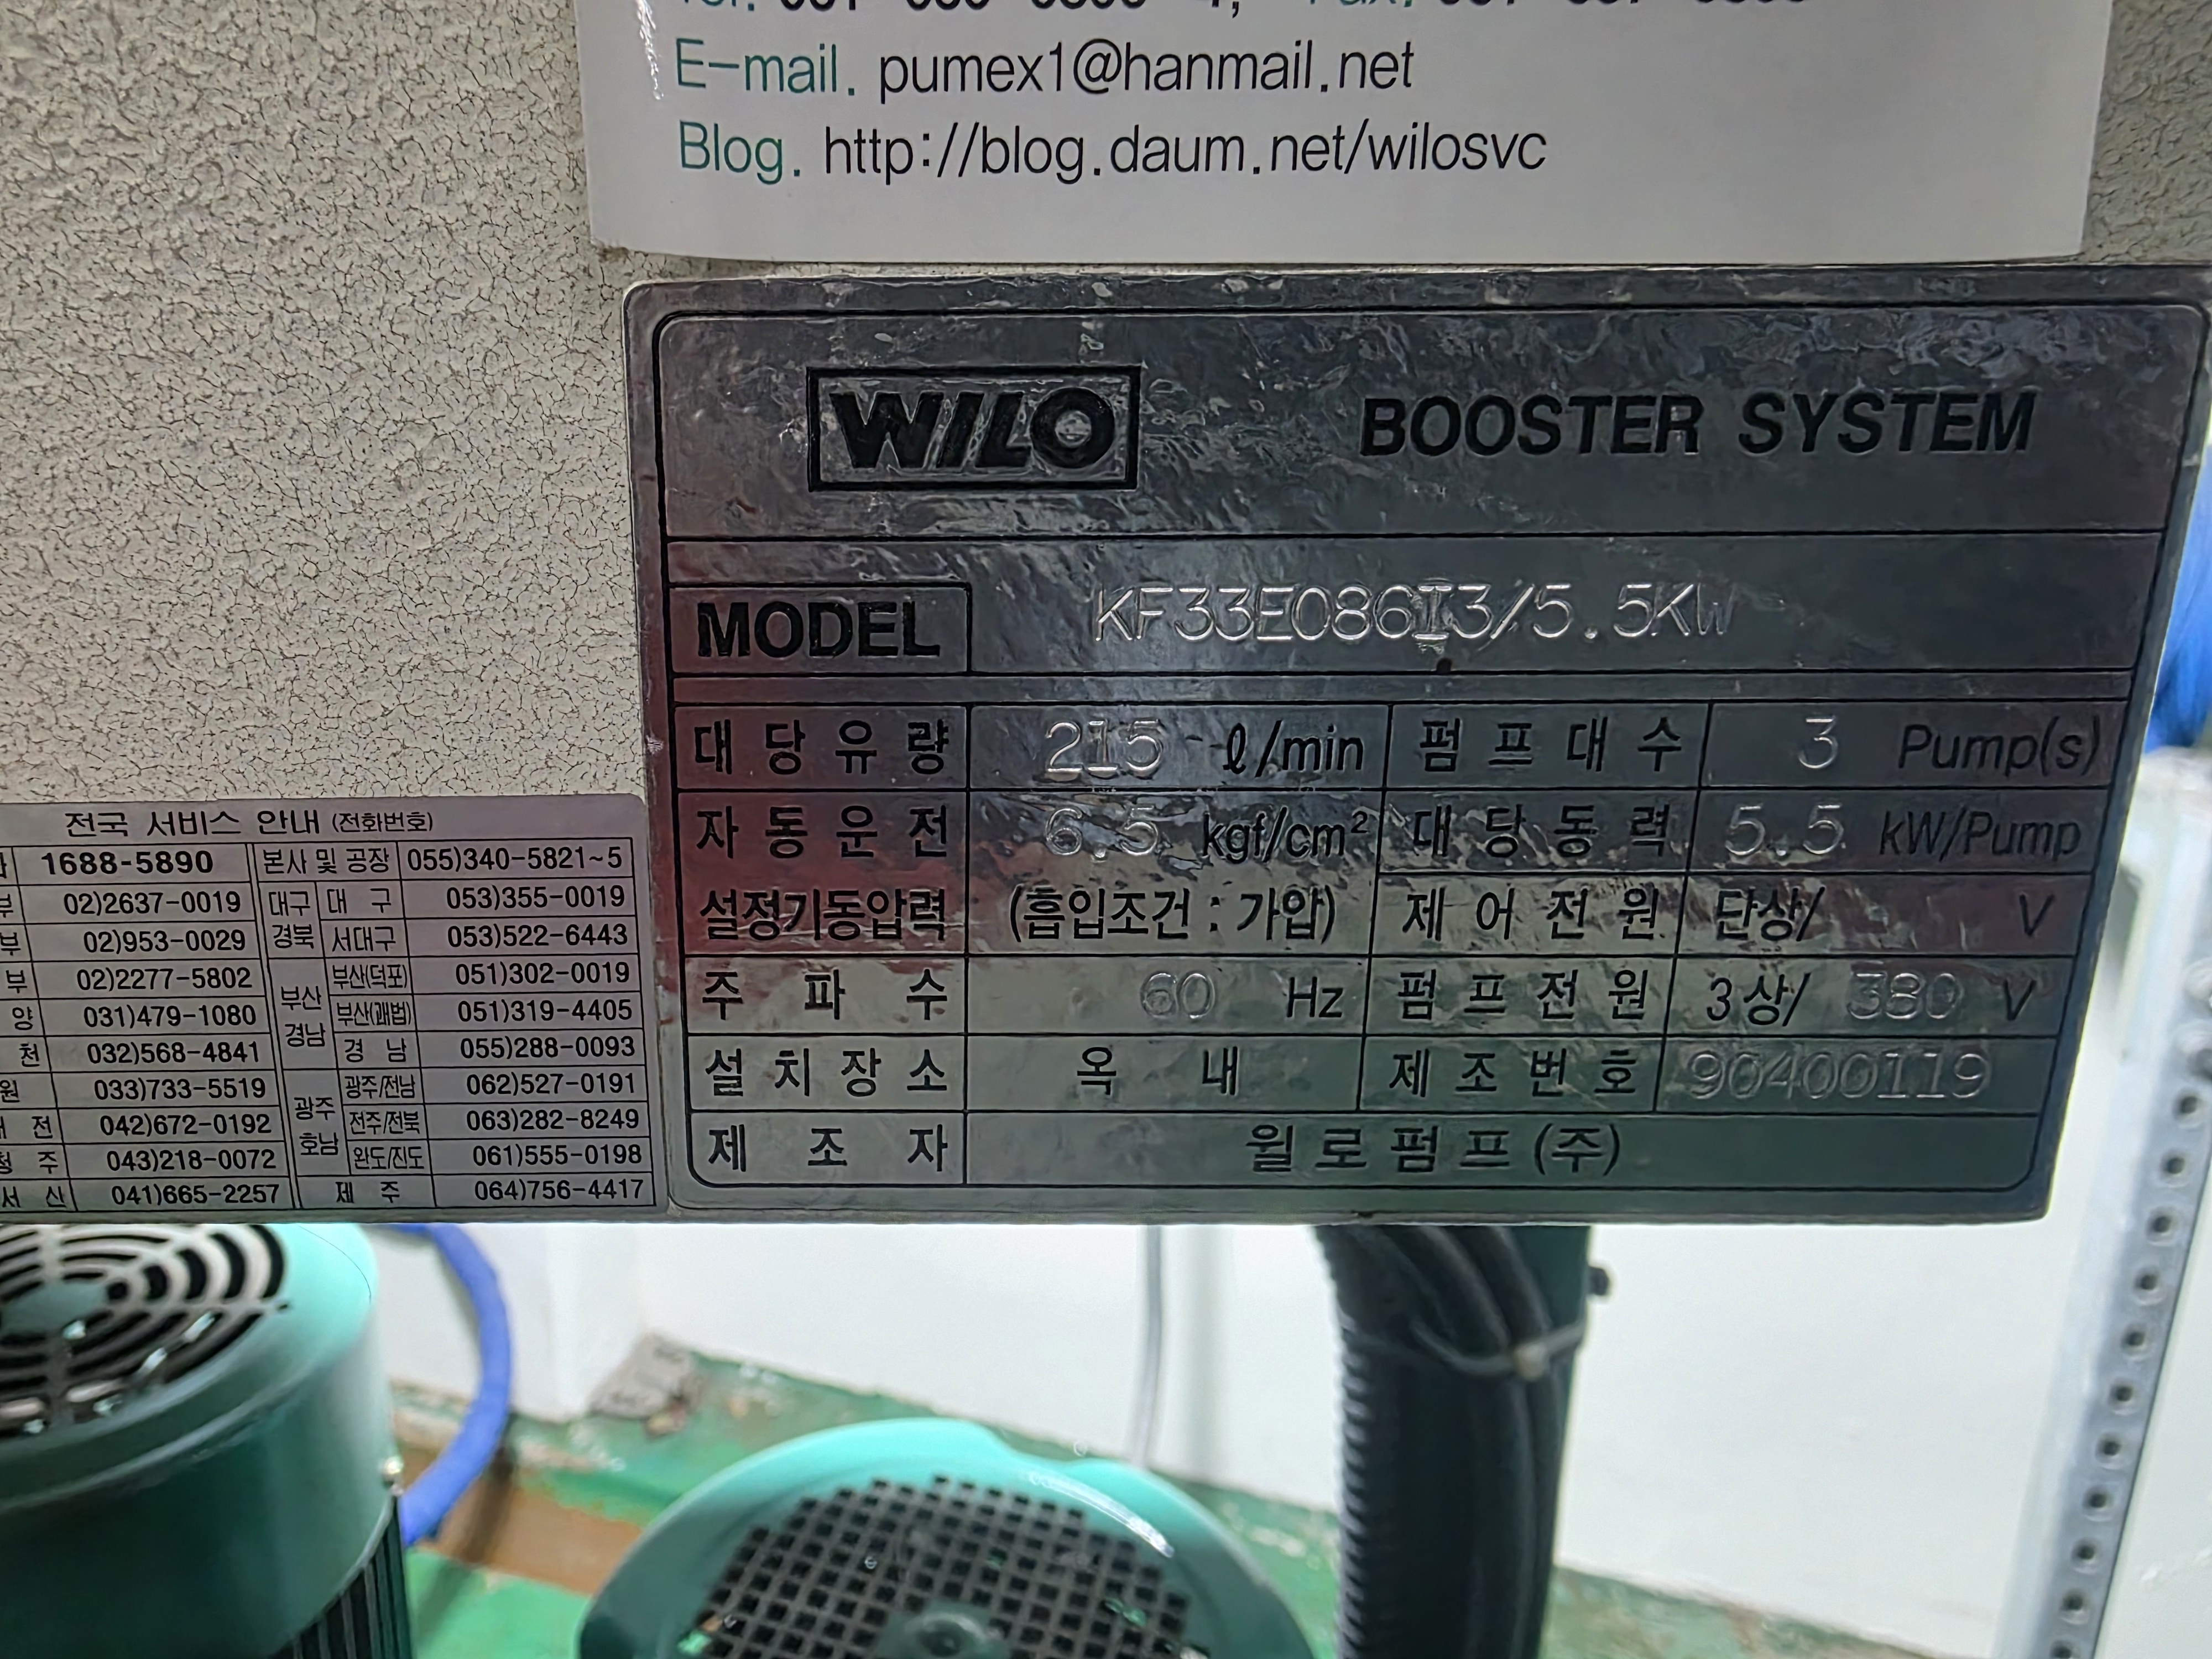 E-mail. pumex1@hanmail.net
Blog. http://blog.daum.net/wilosvc
WILO BOOSTER SYSTEM
MODEL KF33E086I3/5.5KW
대당유량 215 ℓ/min 펌프대수 3 Pump(s)
자동운전 6.5 kgf/cm² 대당동력 5.5 kW/Pump
설정기동압력 (흡입조건 : 가압) 제어전원 단상/ V
주파수 60 Hz 펌프전원 3상/ 380 V
설치장소 옥내 제조번호 90400119
제조자 윌로펌프(주)
전국 서비스 안내 (전화번호)
1688-5890 본사 및 공장 055)340-5821~5
부 02)2637-0019 대구 경북 대구 053)355-0019
부 02)953-0029 서대구 053)522-6443
부 02)2277-5802 부산 경남 부산(덕포) 051)302-0019
양 031)479-1080 부산(괘법) 051)319-4405
천 032)568-4841 경남 055)288-0093
원 033)733-5519 광주 호남 광주/전남 062)527-0191
전 042)672-0192 전주/전북 063)282-8249
청주 043)218-0072 완도/진도 061)555-0198
서산 041)665-2257 제주 064)756-4417